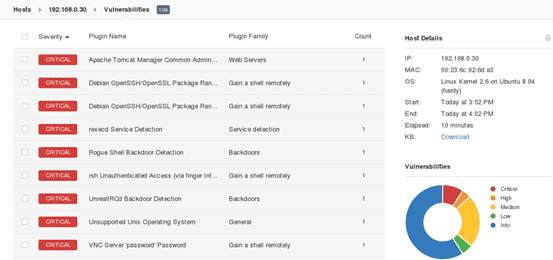 Hosts > 192.168.0.30 > Vulnerabilities 109
Severity Plugin Name Plugin Family Count
CRITICAL Apache Tomcat Manager Common Admin... Web Servers 1
CRITICAL Debian OpenSSH/OpenSSL Package Ran... Gain a shell remotely 1
CRITICAL Debian OpenSSH/OpenSSL Package Ran... Gain a shell remotely 1
CRITICAL rexecd Service Detection Service detection 1
CRITICAL Rogue Shell Backdoor Detection Backdoors 1
CRITICAL rsh Unauthenticated Access (via finger Inf... Gain a shell remotely 1
CRITICAL UnrealIRCd Backdoor Detection Backdoors 1
CRITICAL Unsupported Unix Operating System General 1
CRITICAL VNC Server 'password' Password Gain a shell remotely 1
Host Details
IP: 192.168.0.30
MAC: 00:23:6c:92:6d:a3
OS: Linux Kernel 2.6 on Ubuntu 8.04
(hardy)
Start: Today at 3:52 PM
End: Today at 4:02 PM
Elapsed: 10 minutes
KB: Download
Vulnerabilities
Critical
High
Medium
Low
Info